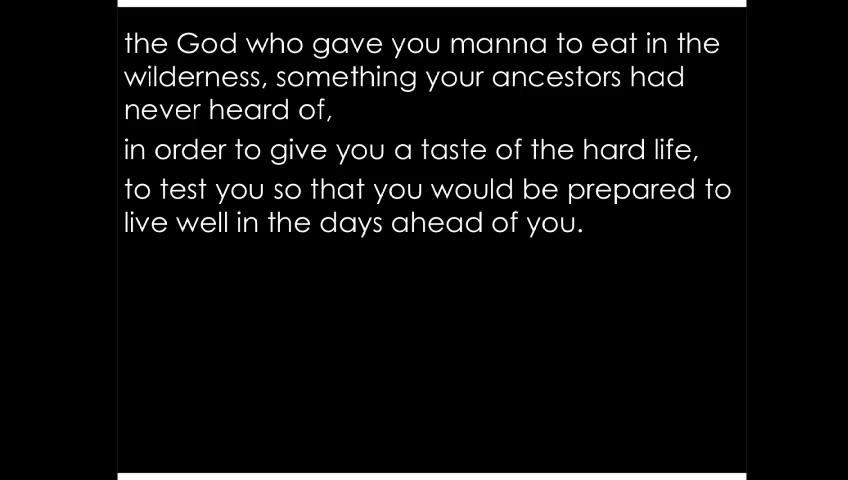 the God who gave you manna to eat in the
wilderness, something your ancestors had
never heard of,
in order to give you a taste of the hard life,
to test you so that you would be prepared to
live well in the days ahead of you.